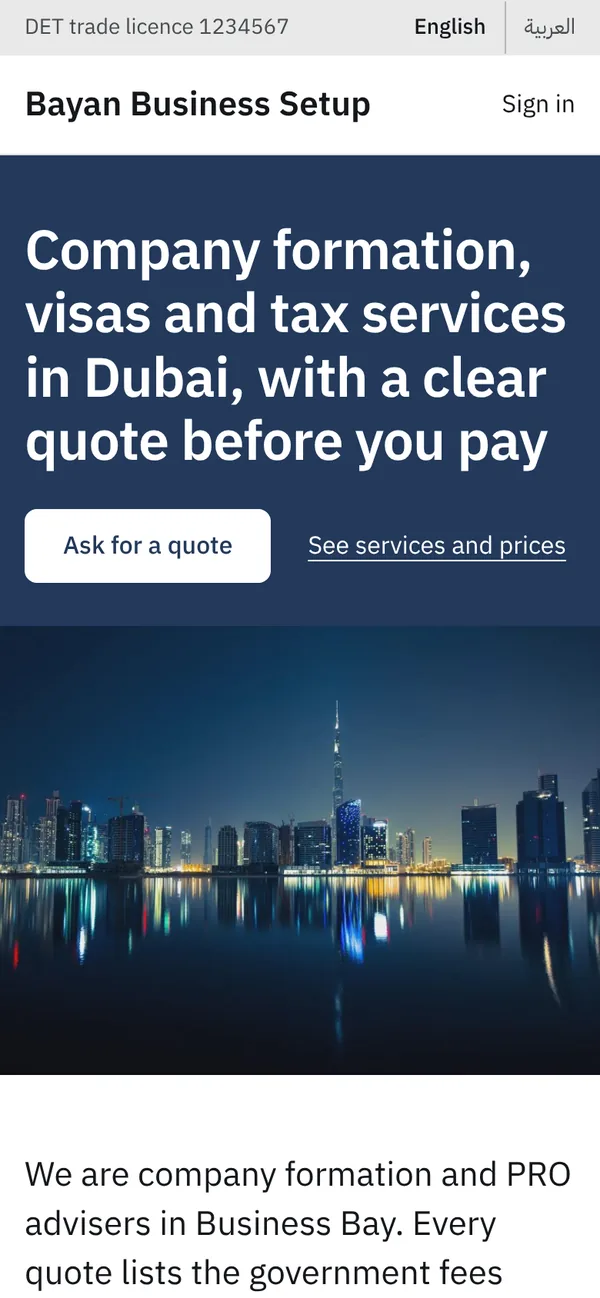 DET trade licence 1234567
English
العربية
Bayan Business Setup
Sign in
Company formation,
visas and tax services
in Dubai, with a clear
quote before you pay
Ask for a quote
See services and prices
We are company formation and PRO
advisers in Business Bay. Every
quote lists the government fees